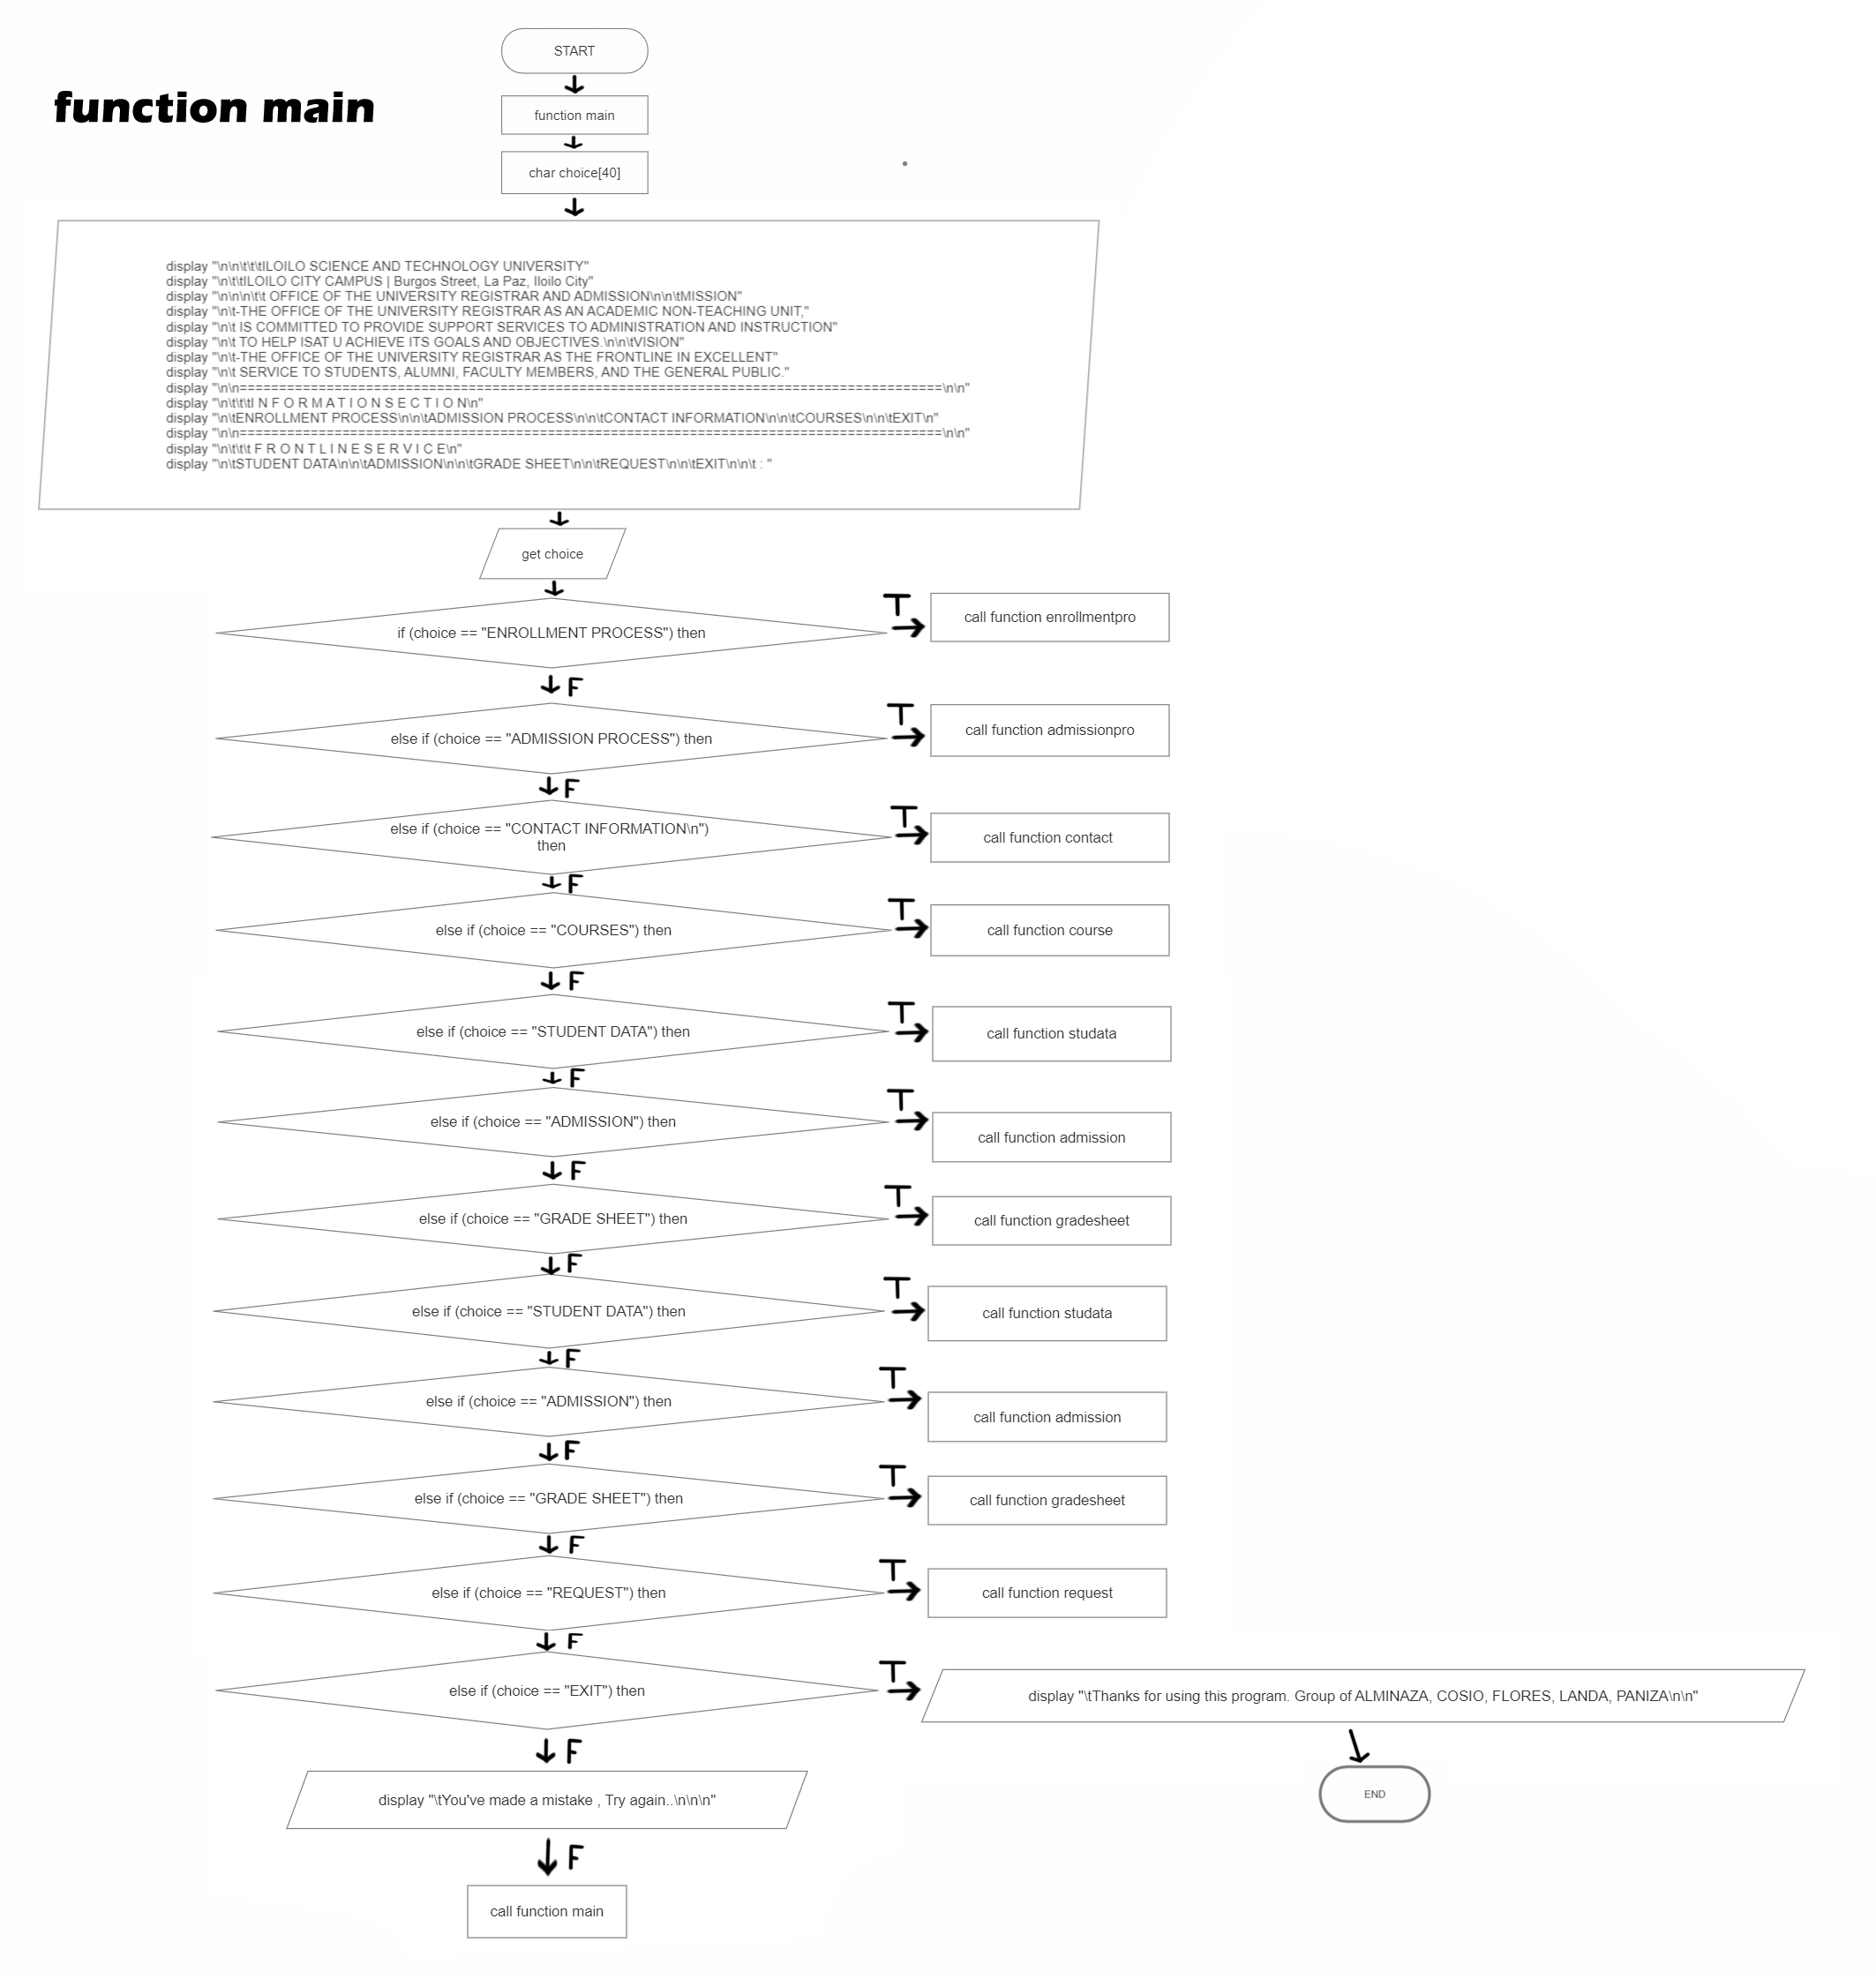 START
function main
function main
char choice[40]
display "\n\n\t\t\tILOILO SCIENCE AND TECHNOLOGY UNIVERSITY"
display "\n\t\tILOILO CITY CAMPUS | Burgos Street, La Paz, Iloilo City"
display "\n\n\n\t\t OFFICE OF THE UNIVERSITY REGISTRAR AND ADMISSION\n\n\tMISSION"
display "\n\t-THE OFFICE OF THE UNIVERSITY REGISTRAR AS AN ACADEMIC NON-TEACHING UNIT,"
display "\n\t IS COMMITTED TO PROVIDE SUPPORT SERVICES TO ADMINISTRATION AND INSTRUCTION"
display "\n\t TO HELP ISAT U ACHIEVE ITS GOALS AND OBJECTIVES.\n\n\tVISION"
display "\n\t-THE OFFICE OF THE UNIVERSITY REGISTRAR AS THE FRONTLINE IN EXCELLENT"
display "\n\t SERVICE TO STUDENTS, ALUMNI, FACULTY MEMBERS, AND THE GENERAL PUBLIC."
display "\n\n=========================================================================================\n\n"
display "\n\t\t\tI N F O R M A T I O N S E C T I O N\n"
display "\n\tENROLLMENT PROCESS\n\n\tADMISSION PROCESS\n\n\tCONTACT INFORMATION\n\n\tCOURSES\n\n\tEXIT\n"
display "\n\n=========================================================================================\n\n"
display "\n\t\t\t F R O N T L I N E S E R V I C E\n"
display "\n\tSTUDENT DATA\n\n\tADMISSION\n\n\tGRADE SHEET\n\n\tREQUEST\n\n\tEXIT\n\n\t : "
get choice
if (choice == "ENROLLMENT PROCESS") then
T
call function enrollmentpro
F
else if (choice == "ADMISSION PROCESS") then
T
call function admissionpro
F
else if (choice == "CONTACT INFORMATION\n")
then
T
call function contact
F
else if (choice == "COURSES") then
T
call function course
F
else if (choice == "STUDENT DATA") then
T
call function studata
F
else if (choice == "ADMISSION") then
T
call function admission
F
else if (choice == "GRADE SHEET") then
T
call function gradesheet
F
else if (choice == "STUDENT DATA") then
T
call function studata
F
else if (choice == "ADMISSION") then
T
call function admission
F
else if (choice == "GRADE SHEET") then
T
call function gradesheet
F
else if (choice == "REQUEST") then
T
call function request
F
else if (choice == "EXIT") then
T
display "\tThanks for using this program. Group of ALMINAZA, COSIO, FLORES, LANDA, PANIZA\n\n"
END
F
display "\tYou've made a mistake , Try again..\n\n\n"
F
call function main